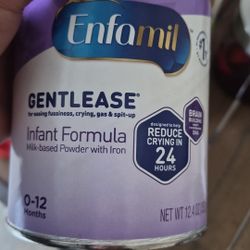 Enfamil
GENTLEASE®
for easing fussiness, crying, gas & spit-up
Infant Formula
Milk-based Powder with Iron
designed to help
REDUCE
CRYING IN
24
HOURS
BRAIN
BUILDING
0-12
Months
NET WT 12.4